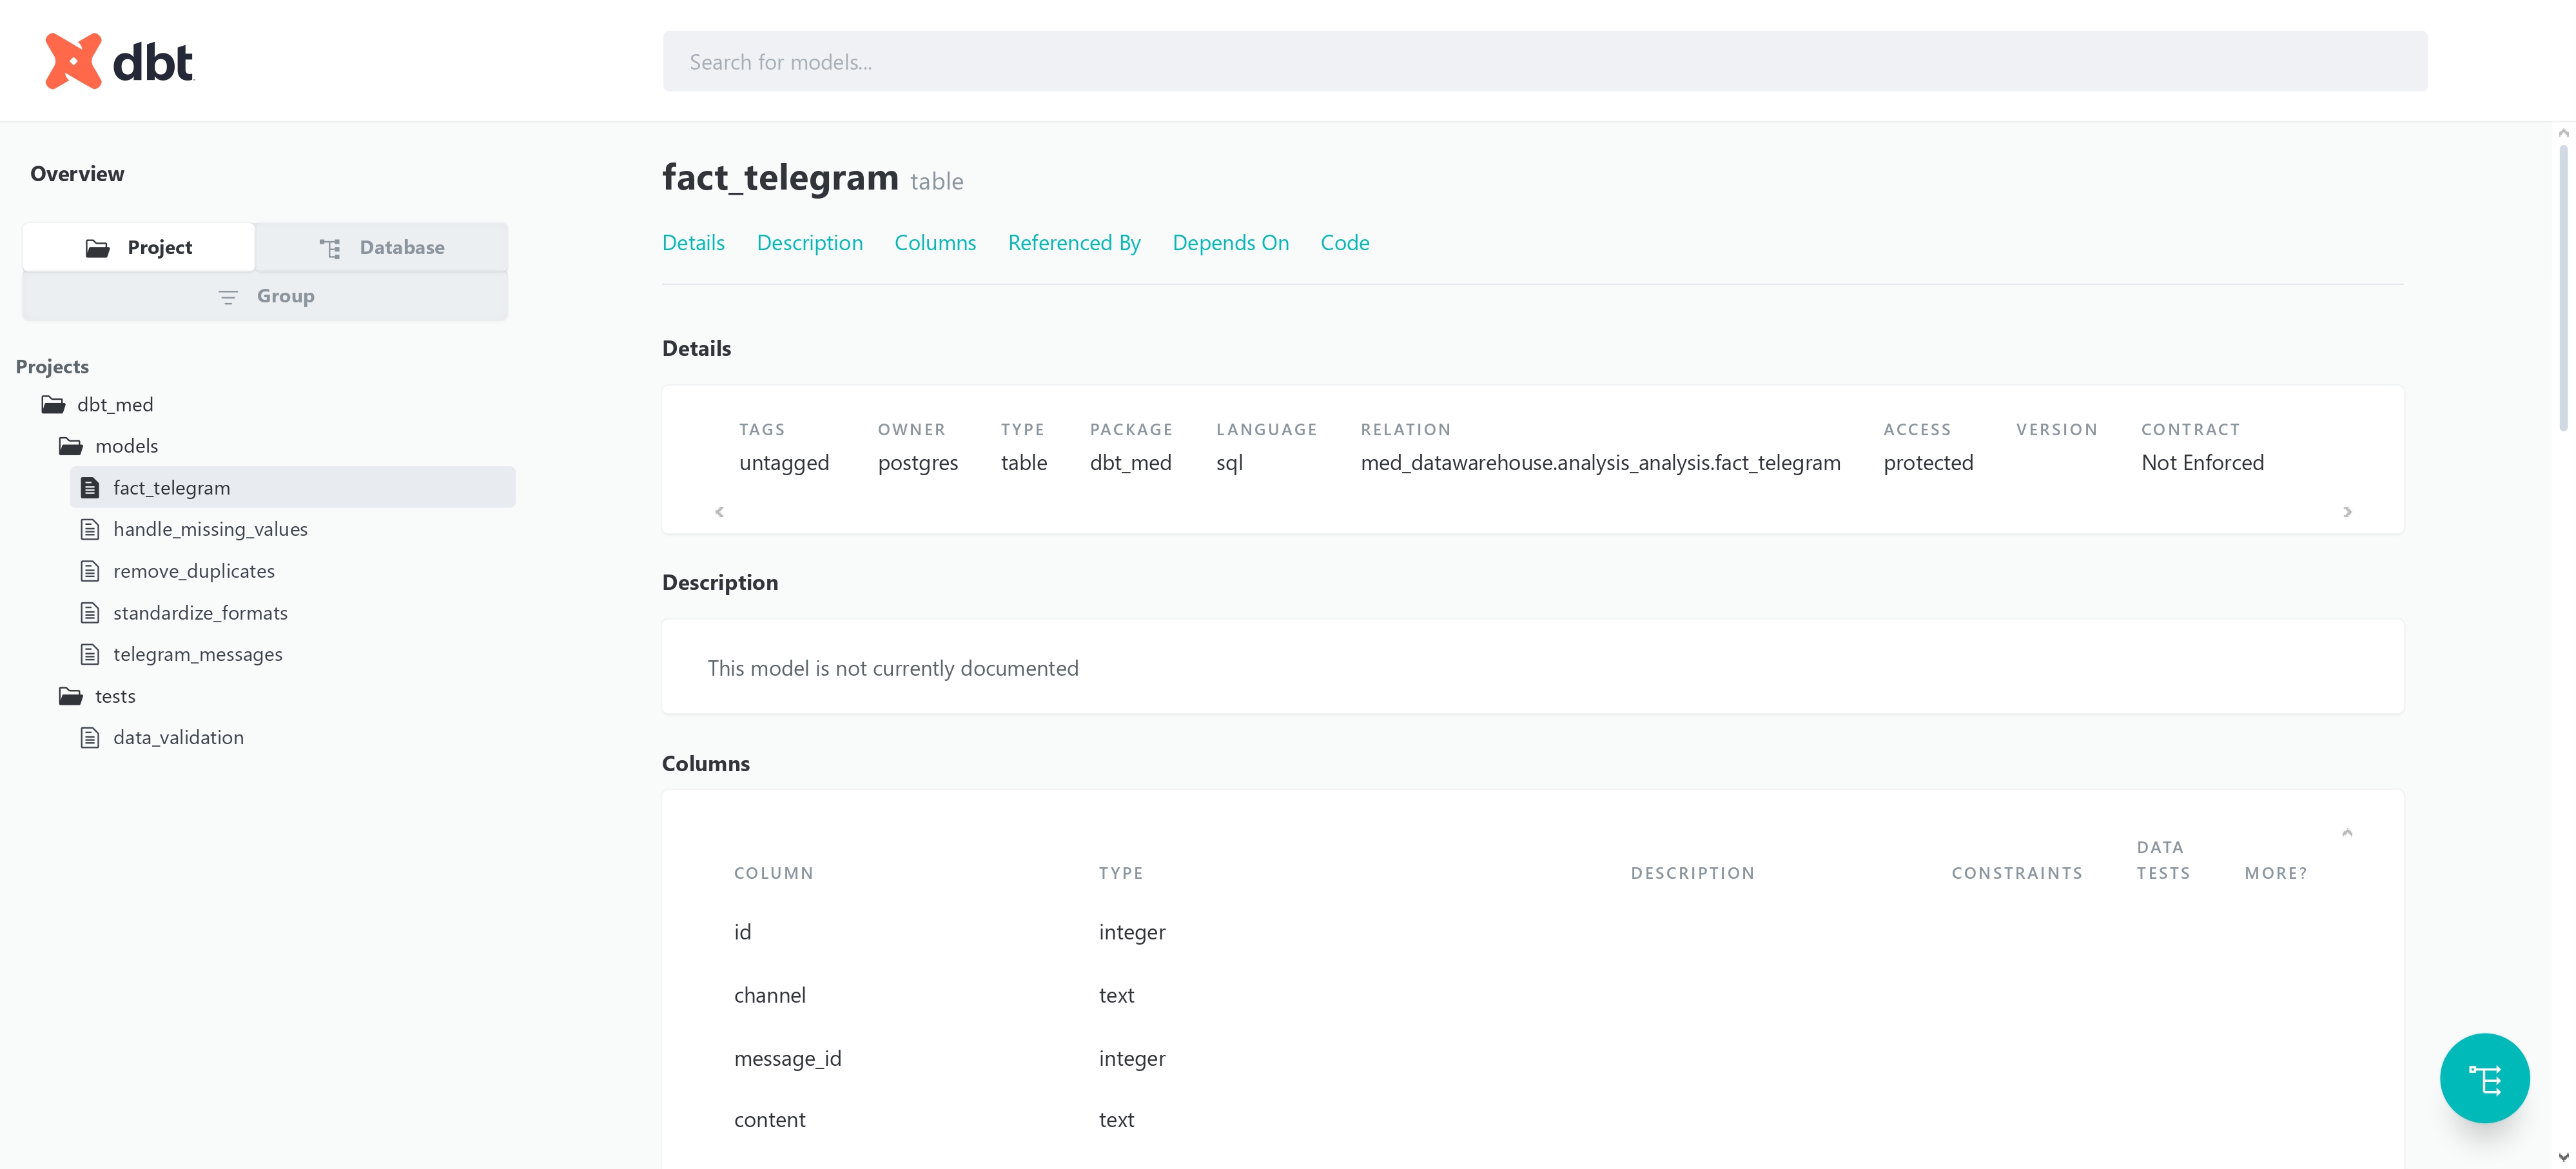 dbt
Search for models...
Overview
Project
Database
Group
Projects
dbt_med
models
fact_telegram
handle_missing_values
remove_duplicates
standardize_formats
telegram_messages
tests
data_validation
fact_telegram table
Details Description Columns Referenced By Depends On Code
Details
TAGS OWNER TYPE PACKAGE LANGUAGE RELATION ACCESS VERSION CONTRACT
untagged postgres table dbt_med sql med_datawarehouse.analysis_analysis.fact_telegram protected Not Enforced
Description
This model is not currently documented
Columns
COLUMN TYPE DESCRIPTION CONSTRAINTS DATA TESTS MORE?
id integer
channel text
message_id integer
content text